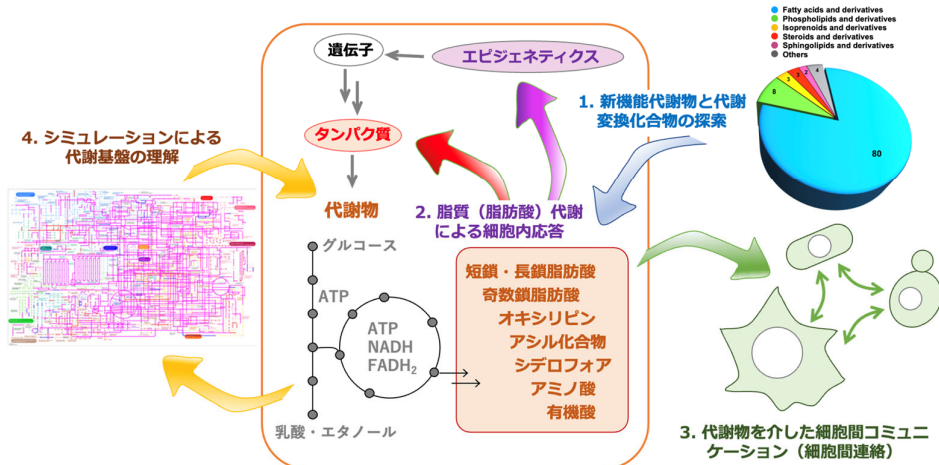 Fatty acids and derivatives
Phospholipids and derivatives
Isoprenoids and derivatives
Steroids and derivatives
Sphingolipids and derivatives
Others
3
3
2
4
8
80
遺伝子
エピジェネティクス
1. 新機能代謝物と代謝
変換化合物の探索
タンパク質
4. シミュレーションによる
代謝基盤の理解
代謝物
2. 脂質(脂肪酸)代謝
による細胞内応答
グルコース
ATP
ATP
NADH
FADH₂
乳酸・エタノール
短鎖・長鎖脂肪酸
奇数鎖脂肪酸
オキシリピン
アシル化合物
シデロフォア
アミノ酸
有機酸
3. 代謝物を介した細胞間コミュニ
ケーション(細胞間連絡)